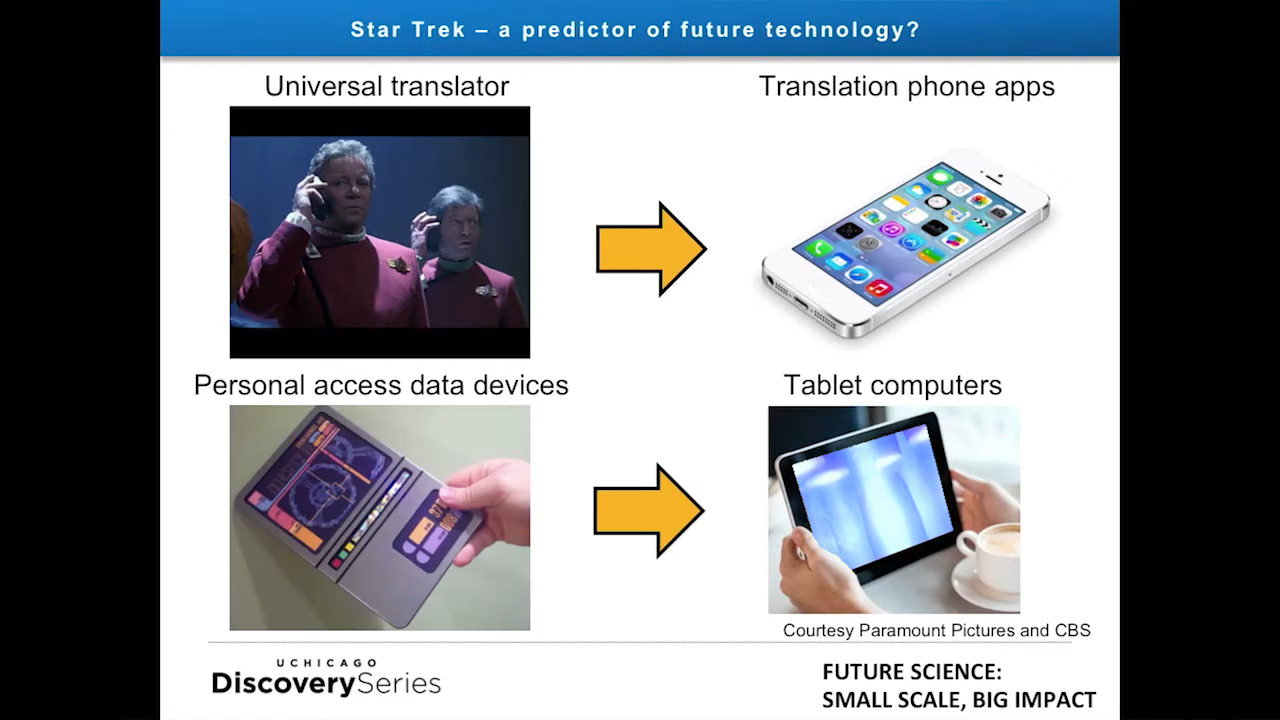 Star Trek – a predictor of future technology?
Universal translator
Translation phone apps
Personal access data devices
Tablet computers
Courtesy Paramount Pictures and CBS
UCHICAGO
DiscoverySeries
FUTURE SCIENCE:
SMALL SCALE, BIG IMPACT